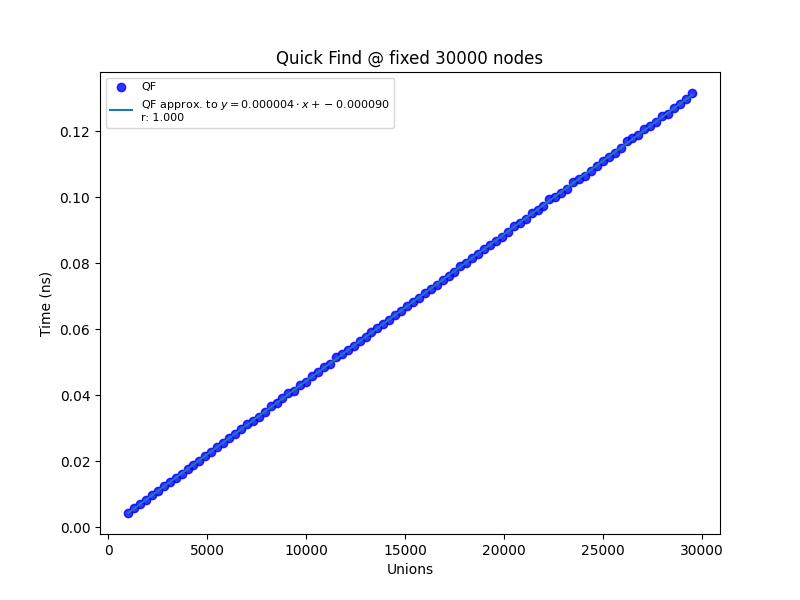 Quick Find @ fixed 30000 nodes
QF
QF approx. to y = 0.000004 · x + − 0.000090
r: 1.000
0.12
0.10
0.08
0.06
0.04
0.02
0.00
Time (ns)
0 5000 10000 15000 20000 25000 30000
Unions